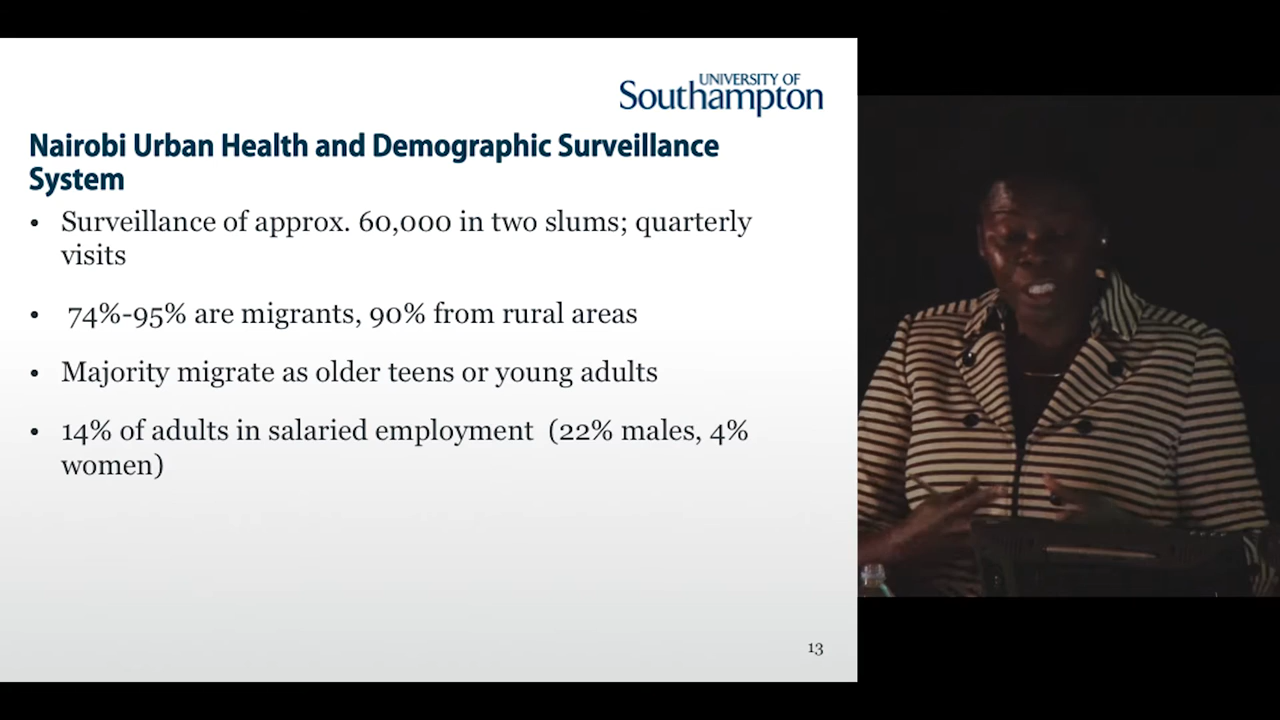 UNIVERSITY OF
Southampton
Nairobi Urban Health and Demographic Surveillance
System
• Surveillance of approx. 60,000 in two slums; quarterly
visits
• 74%-95% are migrants, 90% from rural areas
• Majority migrate as older teens or young adults
• 14% of adults in salaried employment (22% males, 4%
women)
13